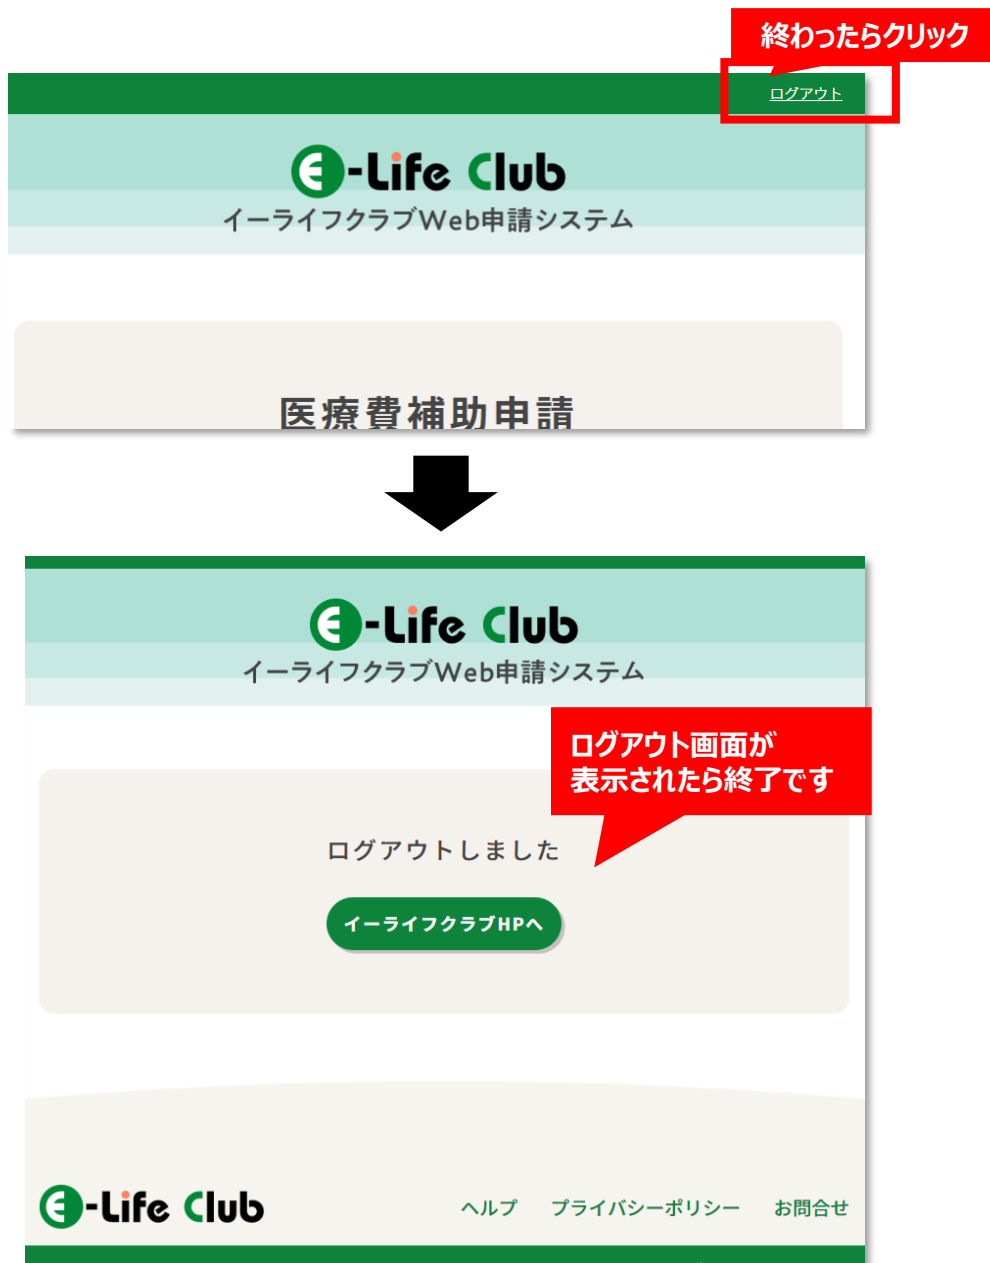 終わったらクリック
ログアウト
E-Life Club
イーライフクラブWeb申請システム
医療費補助申請
E-Life Club
イーライフクラブWeb申請システム
ログアウト画面が
表示されたら終了です
ログアウトしました
イーライフクラブHPへ
E-Life Club
ヘルプ プライバシーポリシー お問合せ